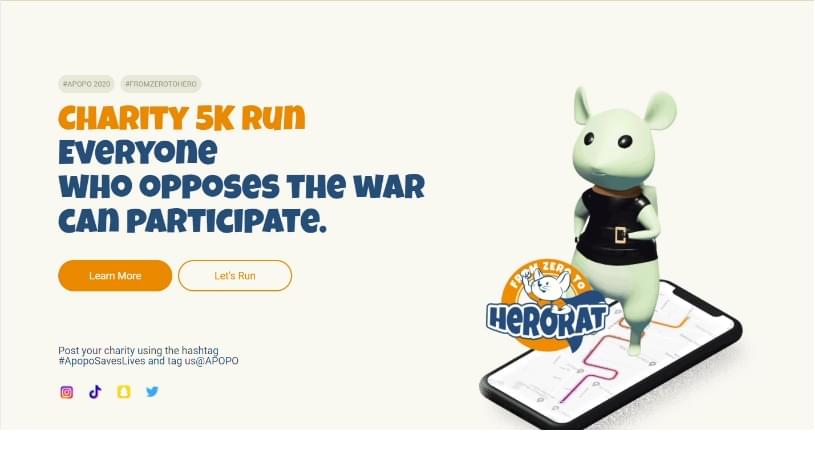 #APOPO 2020 #FROMZEROTOHERO
CHARITY 5K RUN
EVERYONE
WHO OPPOSES THE WAR
CAN PARTICIPATE.
Learn More Let's Run
FROM ZERO TO
HERORAT
Post your charity using the hashtag
#ApopoSavesLives and tag us@APOPO